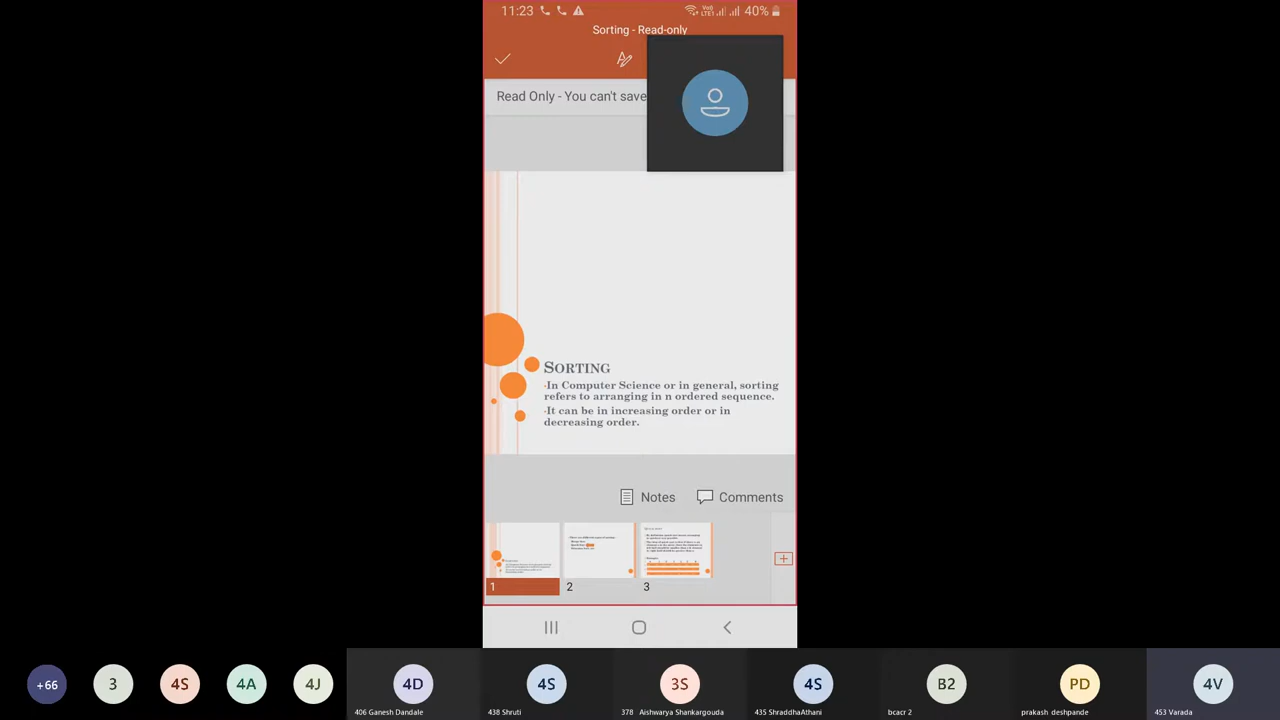 11:23 VoD LTE1 40%
Sorting - Read-only
Read Only - You can't save
SORTING
·In Computer Science or in general, sorting
refers to arranging in n ordered sequence.
·It can be in increasing order or in
decreasing order.
Notes Comments
1 2 3
+66 3 4S 4A 4J 4D 4S 3S 4S B2 PD 4V
406 Ganesh Dandale 438 Shruti 378 Aishwarya Shankargouda 435 ShraddhaAthani bcacr 2 prakash deshpande 453 Varada